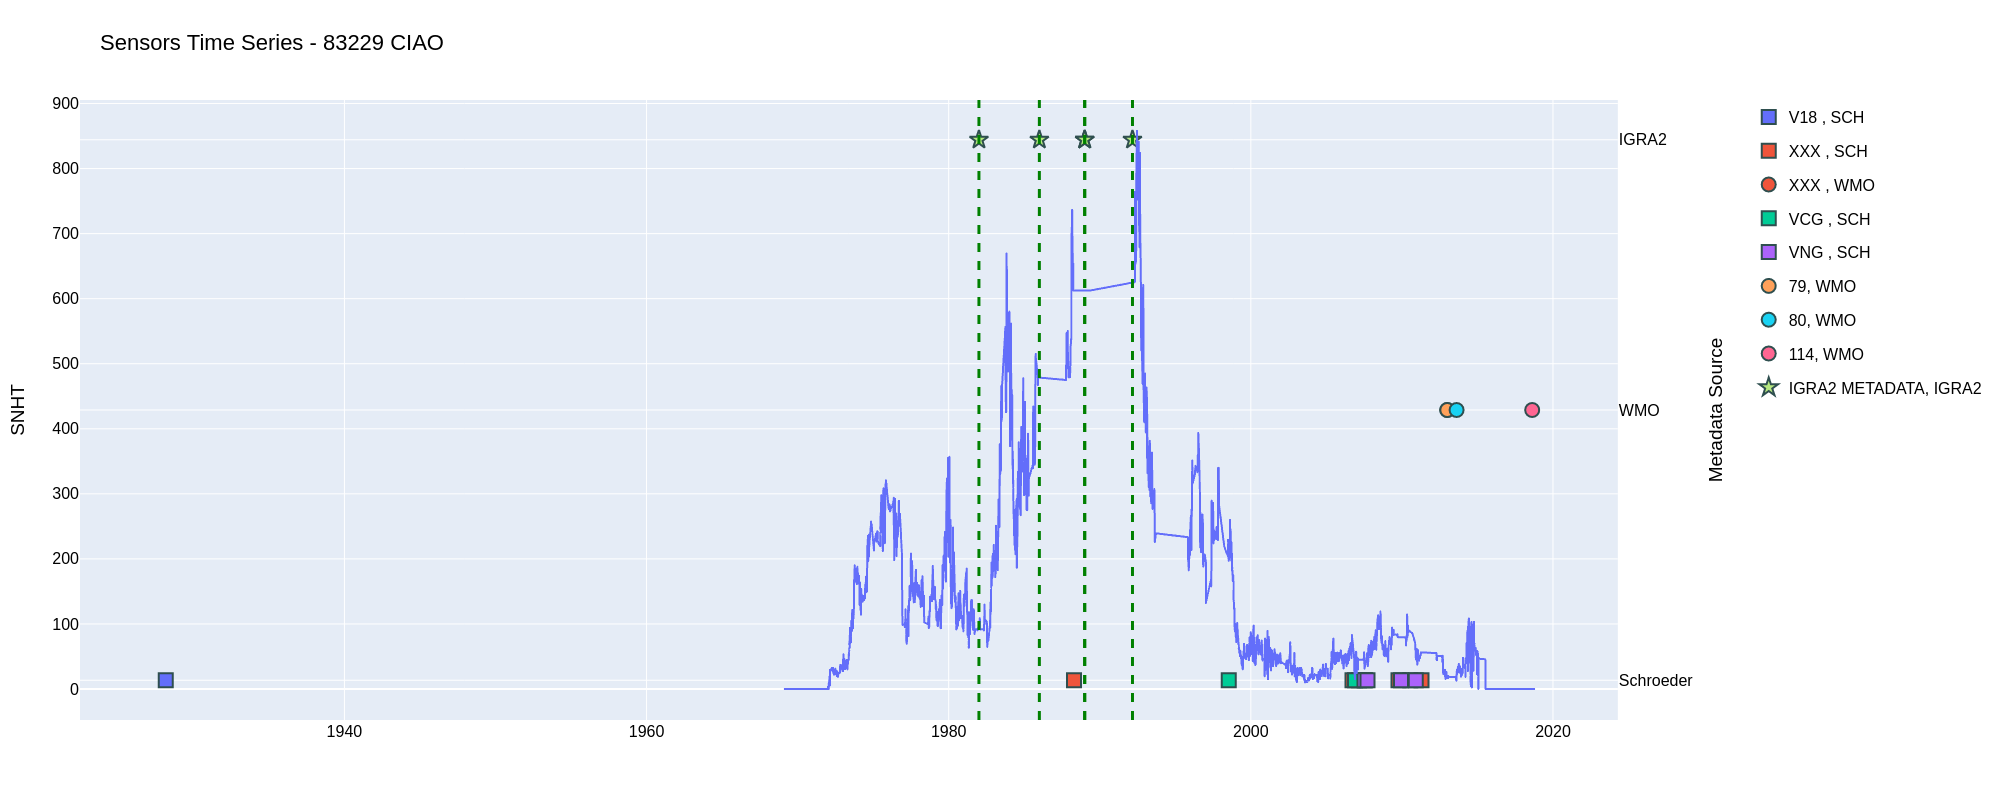 Sensors Time Series - 83229 CIAO
SNHT
900
800
700
600
500
400
300
200
100
0
1940
1960
1980
2000
2020
IGRA2
WMO
Schroeder
Metadata Source
V18 , SCH
XXX , SCH
XXX , WMO
VCG , SCH
VNG , SCH
79, WMO
80, WMO
114, WMO
IGRA2 METADATA, IGRA2